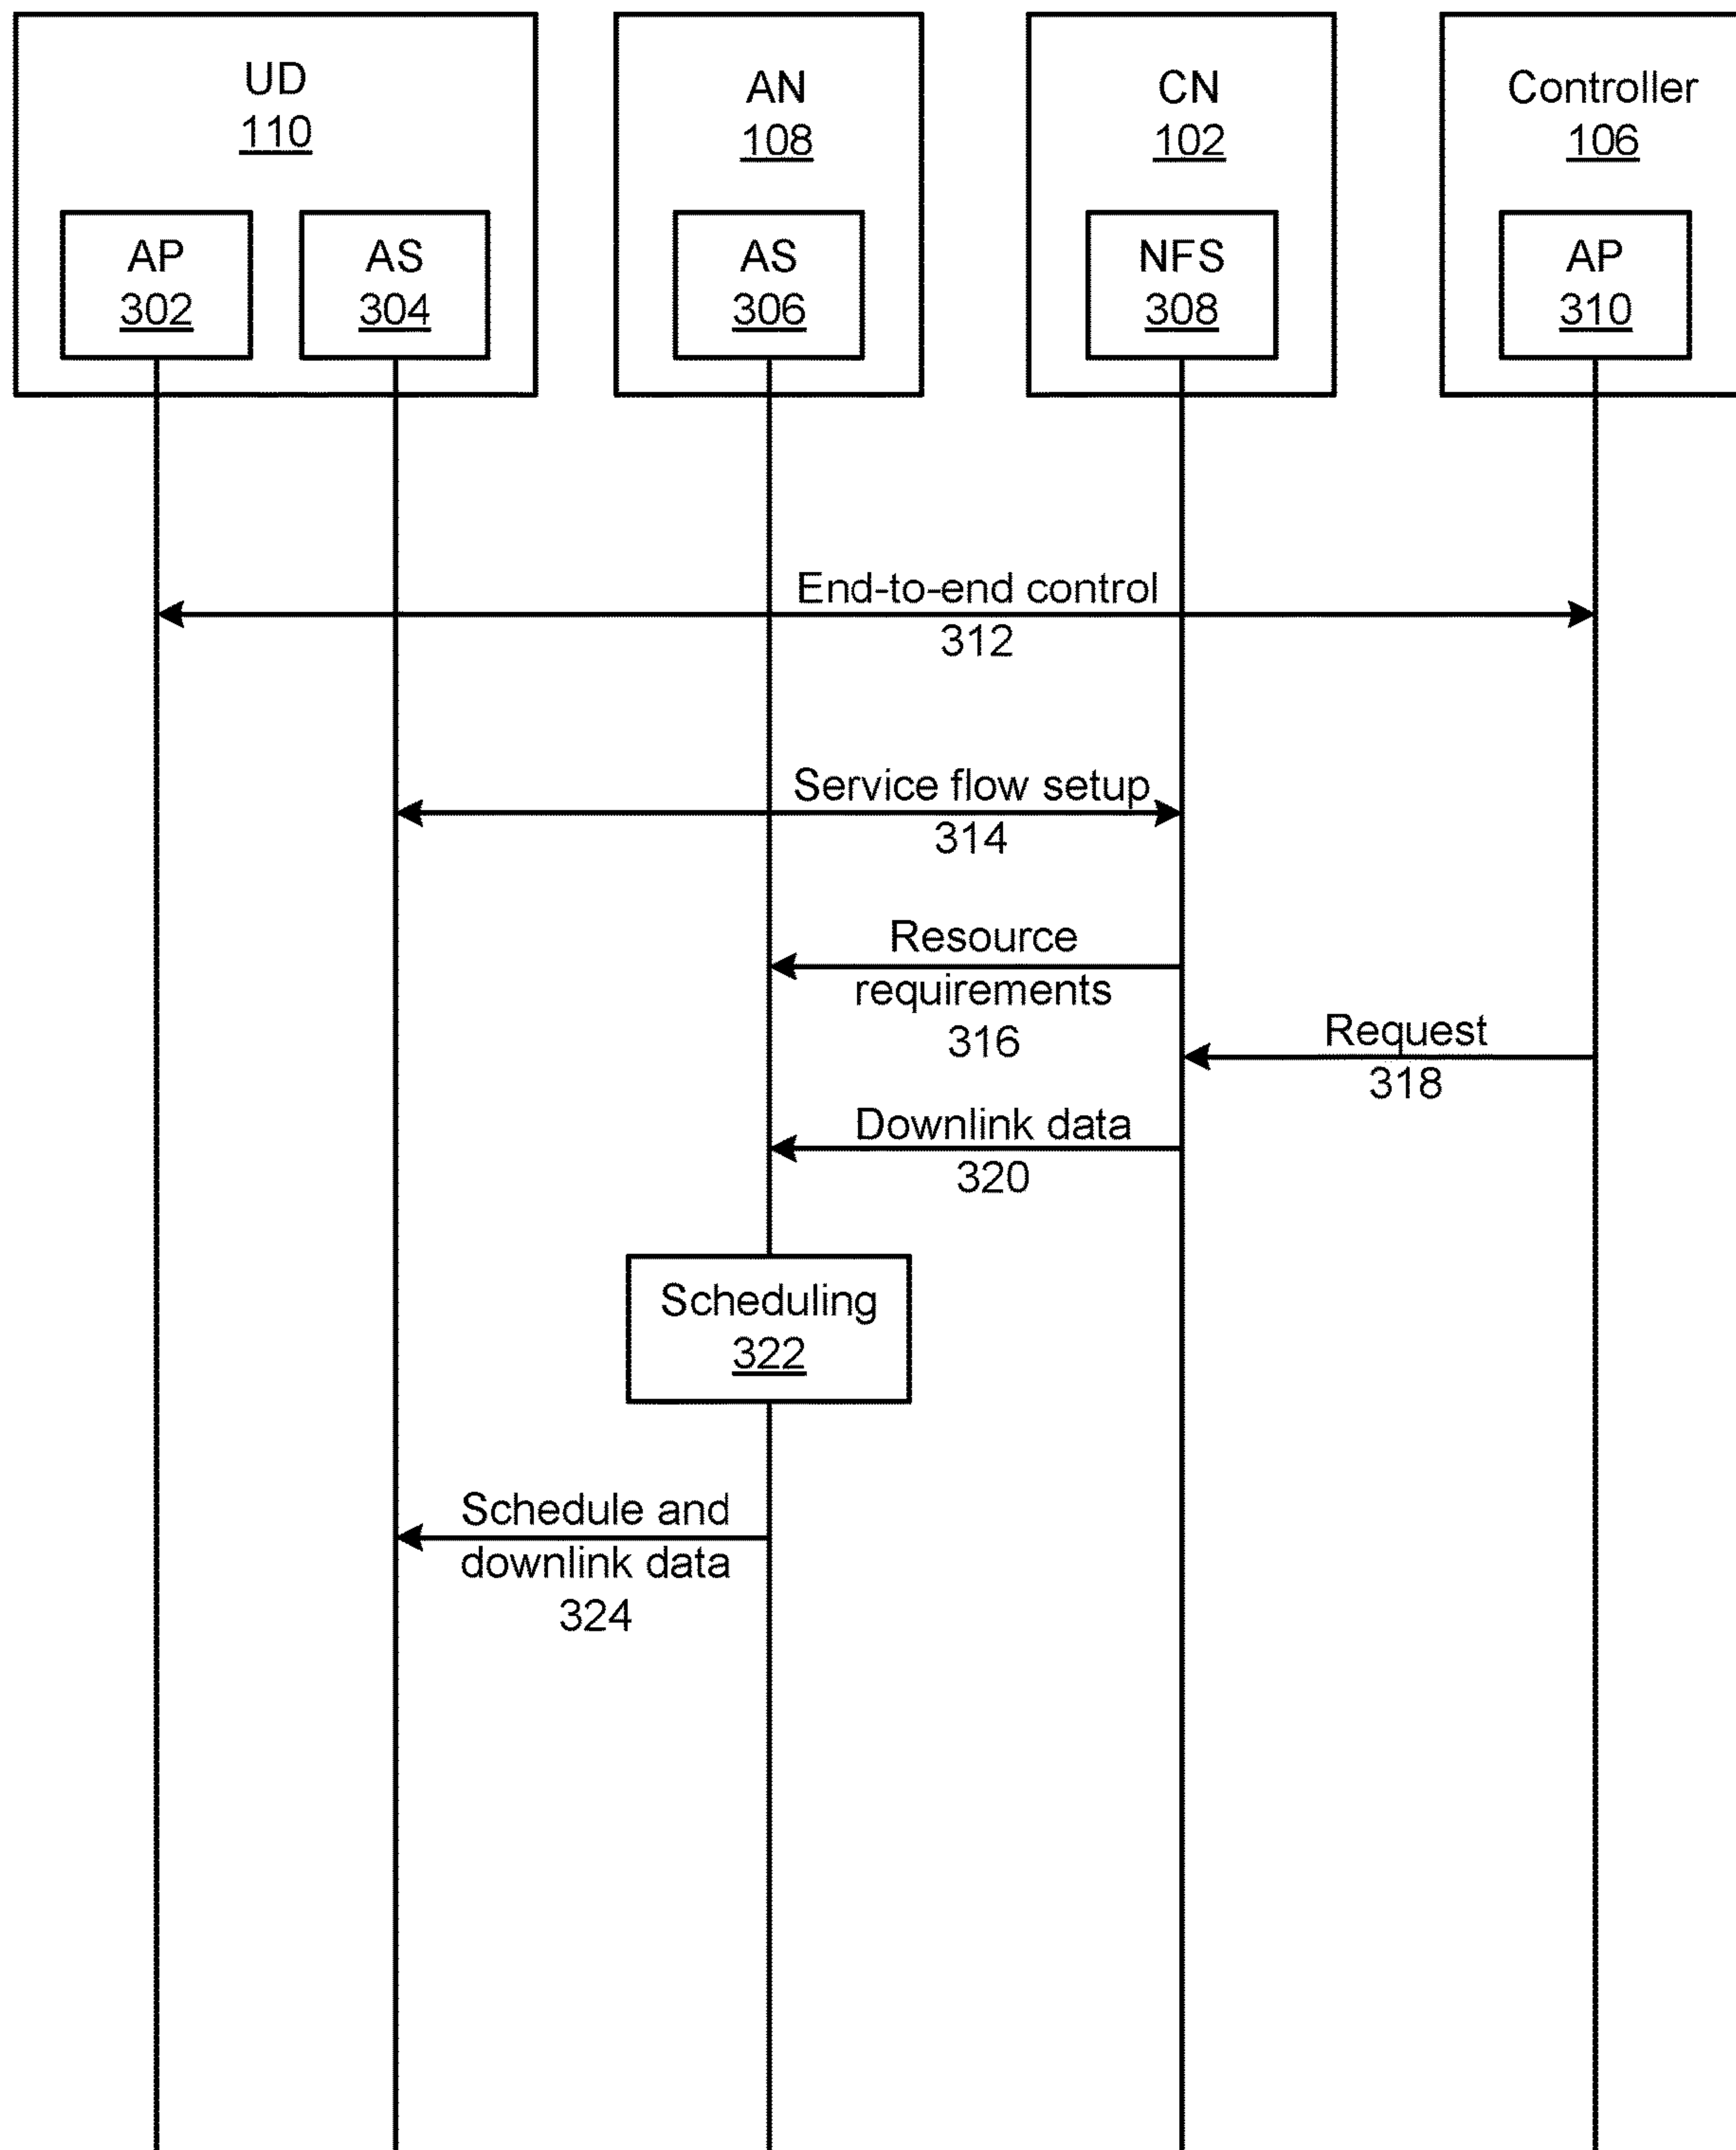 UD
110
AN
108
CN
102
Controller
106
AP
302
AS
304
AS
306
NFS
308
AP
310
End-to-end control
312
Service flow setup
314
Resource
requirements
316
Request
318
Downlink data
320
Scheduling
322
Schedule and
downlink data
324